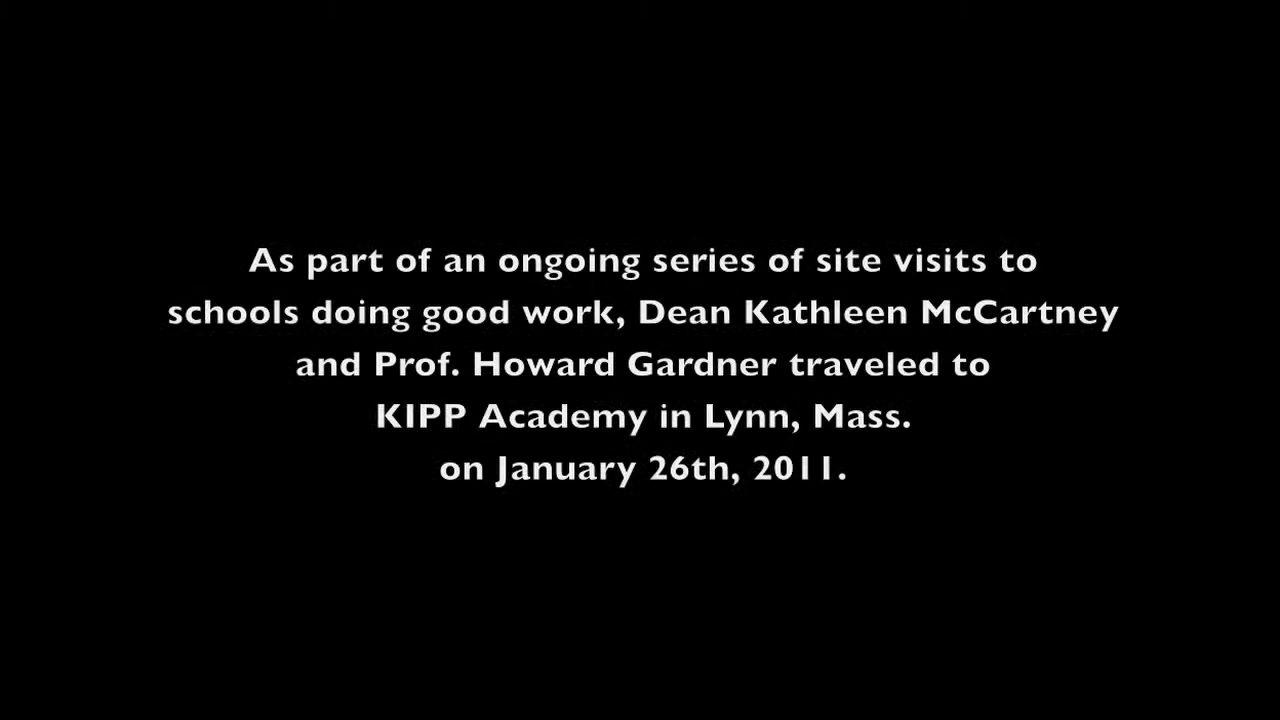 As part of an ongoing series of site visits to
schools doing good work, Dean Kathleen McCartney
and Prof. Howard Gardner traveled to
KIPP Academy in Lynn, Mass.
on January 26th, 2011.